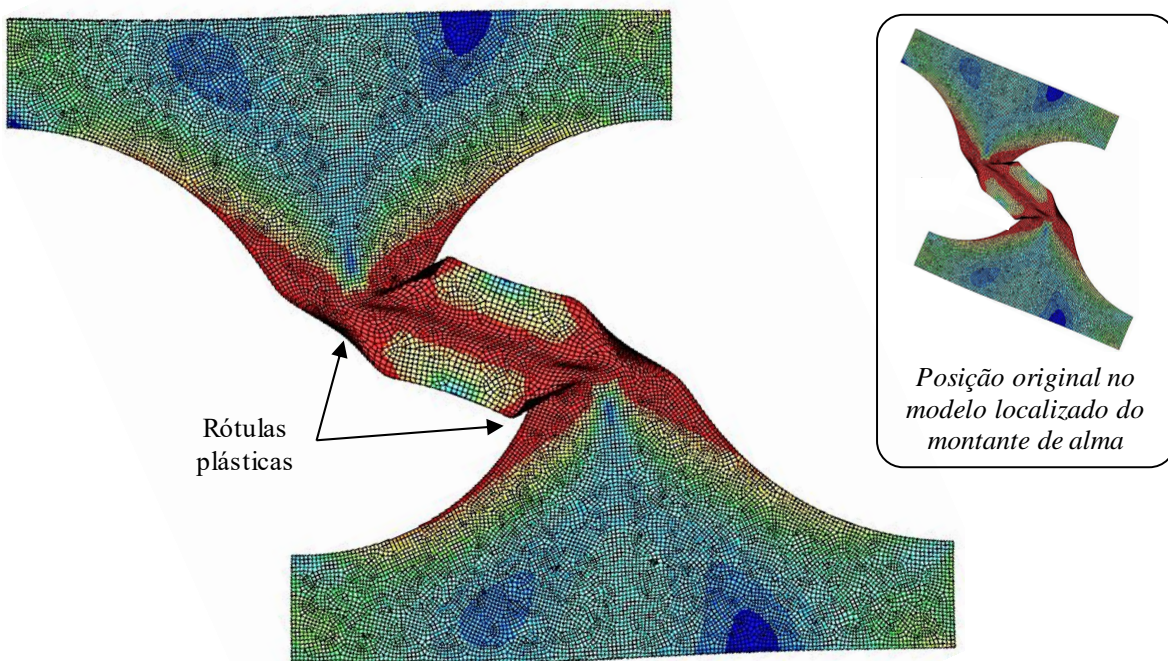 Rótulas
plásticas
Posição original no
modelo localizado do
montante de alma